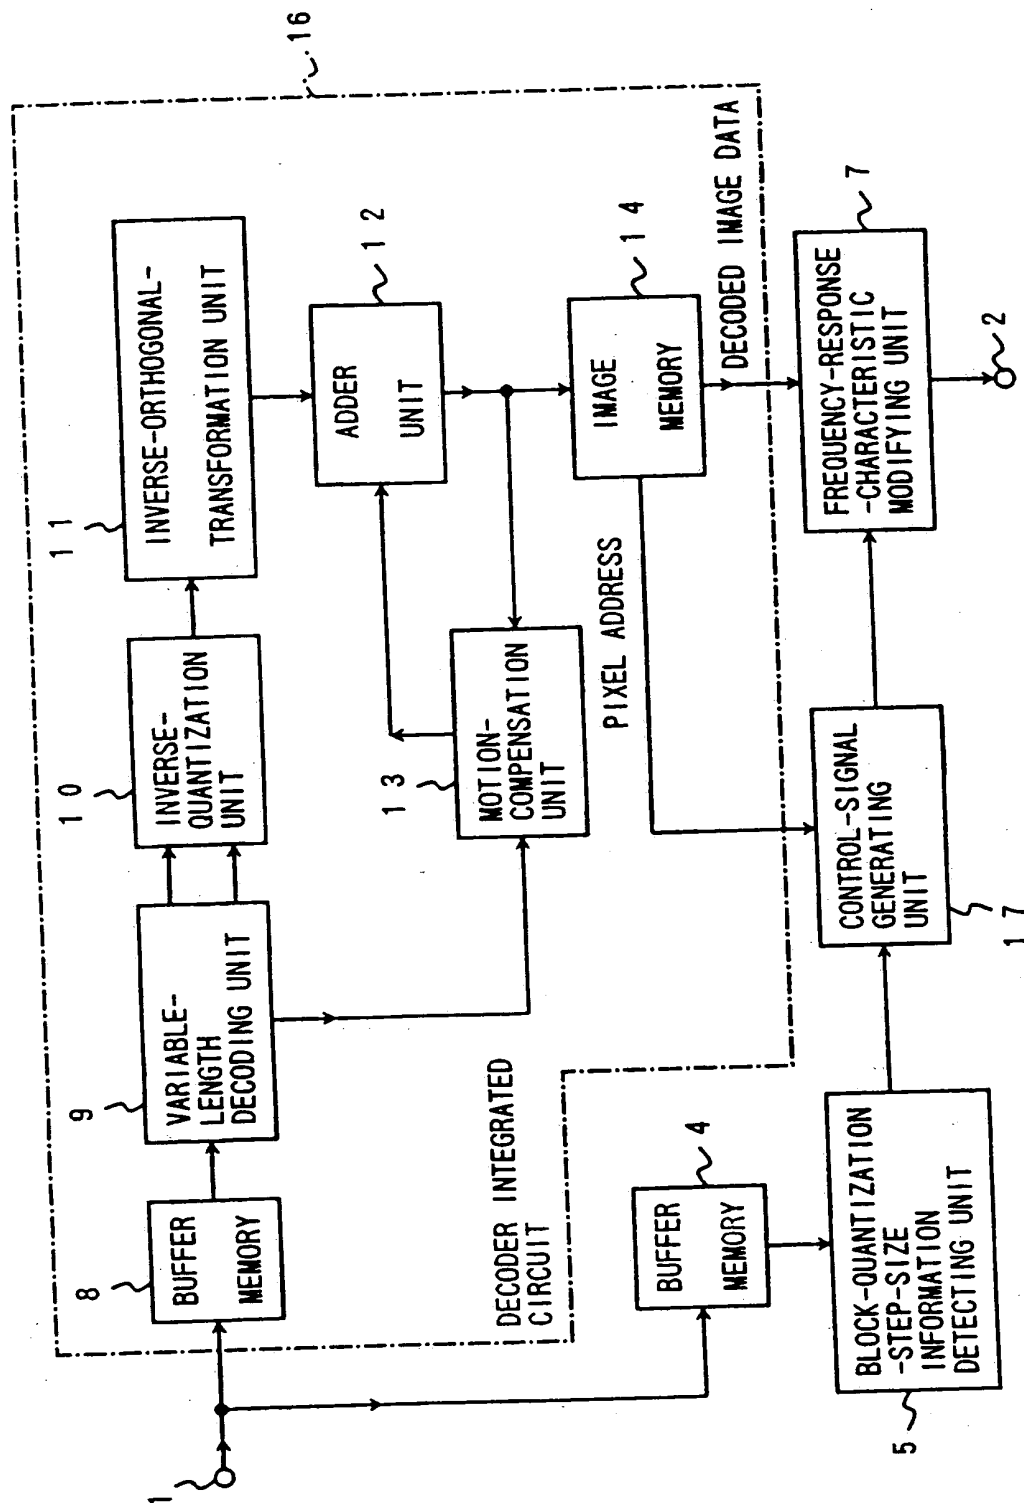 1
8
BUFFER
MEMORY
9
VARIABLE-
LENGTH
DECODING UNIT
10
INVERSE-
QUANTIZATION
UNIT
11
INVERSE-ORTHOGONAL-
TRANSFORMATION UNIT
16
ADDER
UNIT
12
13
MOTION-
COMPENSATION
UNIT
IMAGE
MEMORY
14
PIXEL ADDRESS
DECODED IMAGE DATA
DECODER INTEGRATED
CIRCUIT
BUFFER
MEMORY
4
5
BLOCK-QUANTIZATION
-STEP-SIZE
INFORMATION
DETECTING UNIT
CONTROL-SIGNAL
GENERATING
UNIT
17
FREQUENCY-RESPONSE
-CHARACTERISTIC
MODIFYING UNIT
7
2